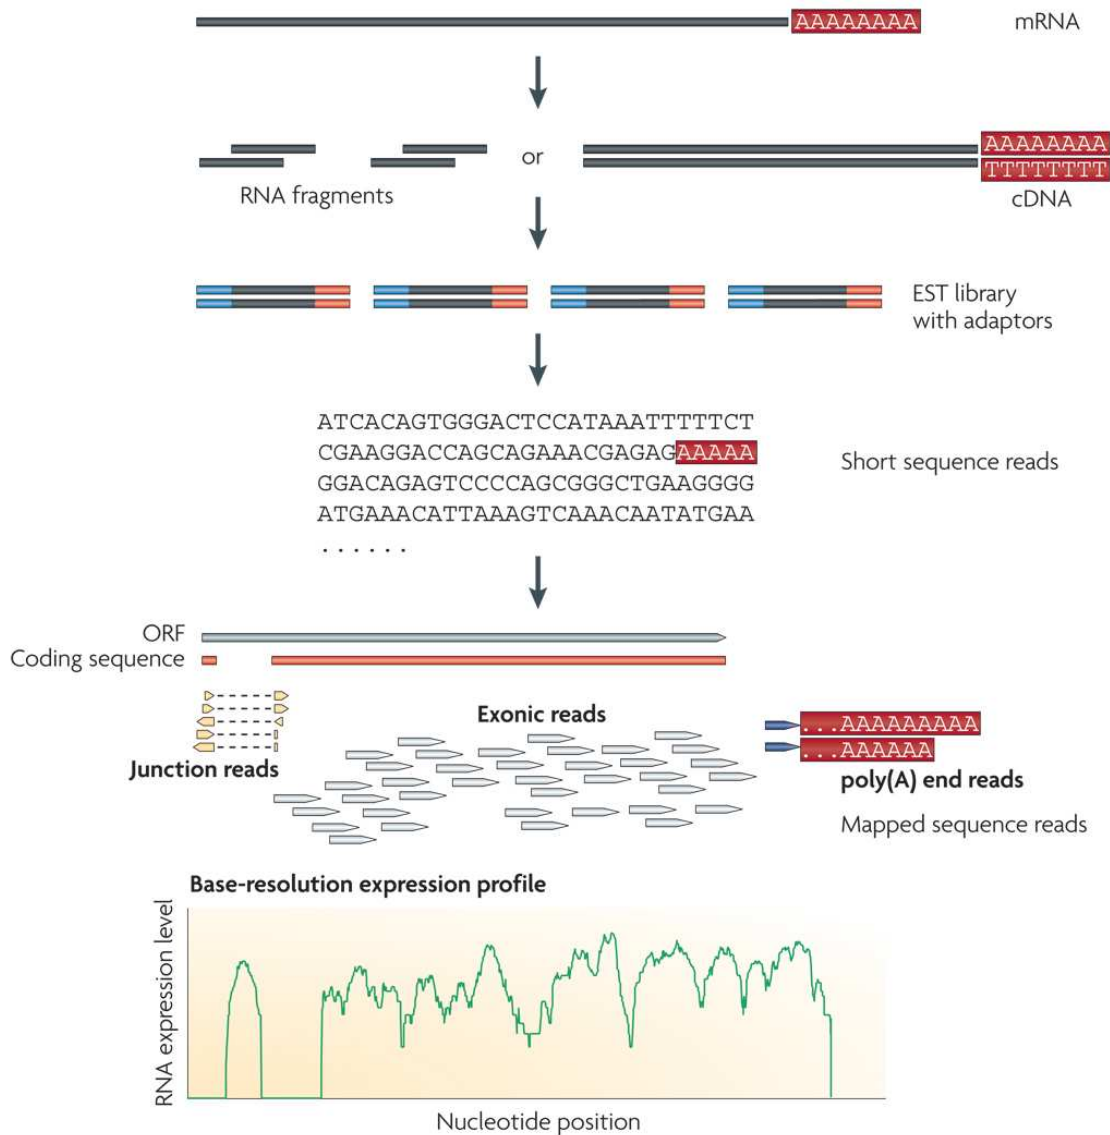 AAAAAAAA mRNA
AAAAAAAA
or
TTTTTTTT
RNA fragments
cDNA
EST library
with adaptors
ATCACAGTGGGACTCCATAAATTTTTCT
CGAAGGACCAGCAGAAACGAGAGAAAAA
Short sequence reads
GGACAGAGTCCCCAGCGGGCTGAAGGGG
ATGAAACATTAAAGTCAAACAATATGAA
. . . . . .
ORF
Coding sequence
Exonic reads
...AAAAAAAAA
...AAAAAA
Junction reads
poly(A) end reads
Mapped sequence reads
Base-resolution expression profile
RNA expression level
Nucleotide position